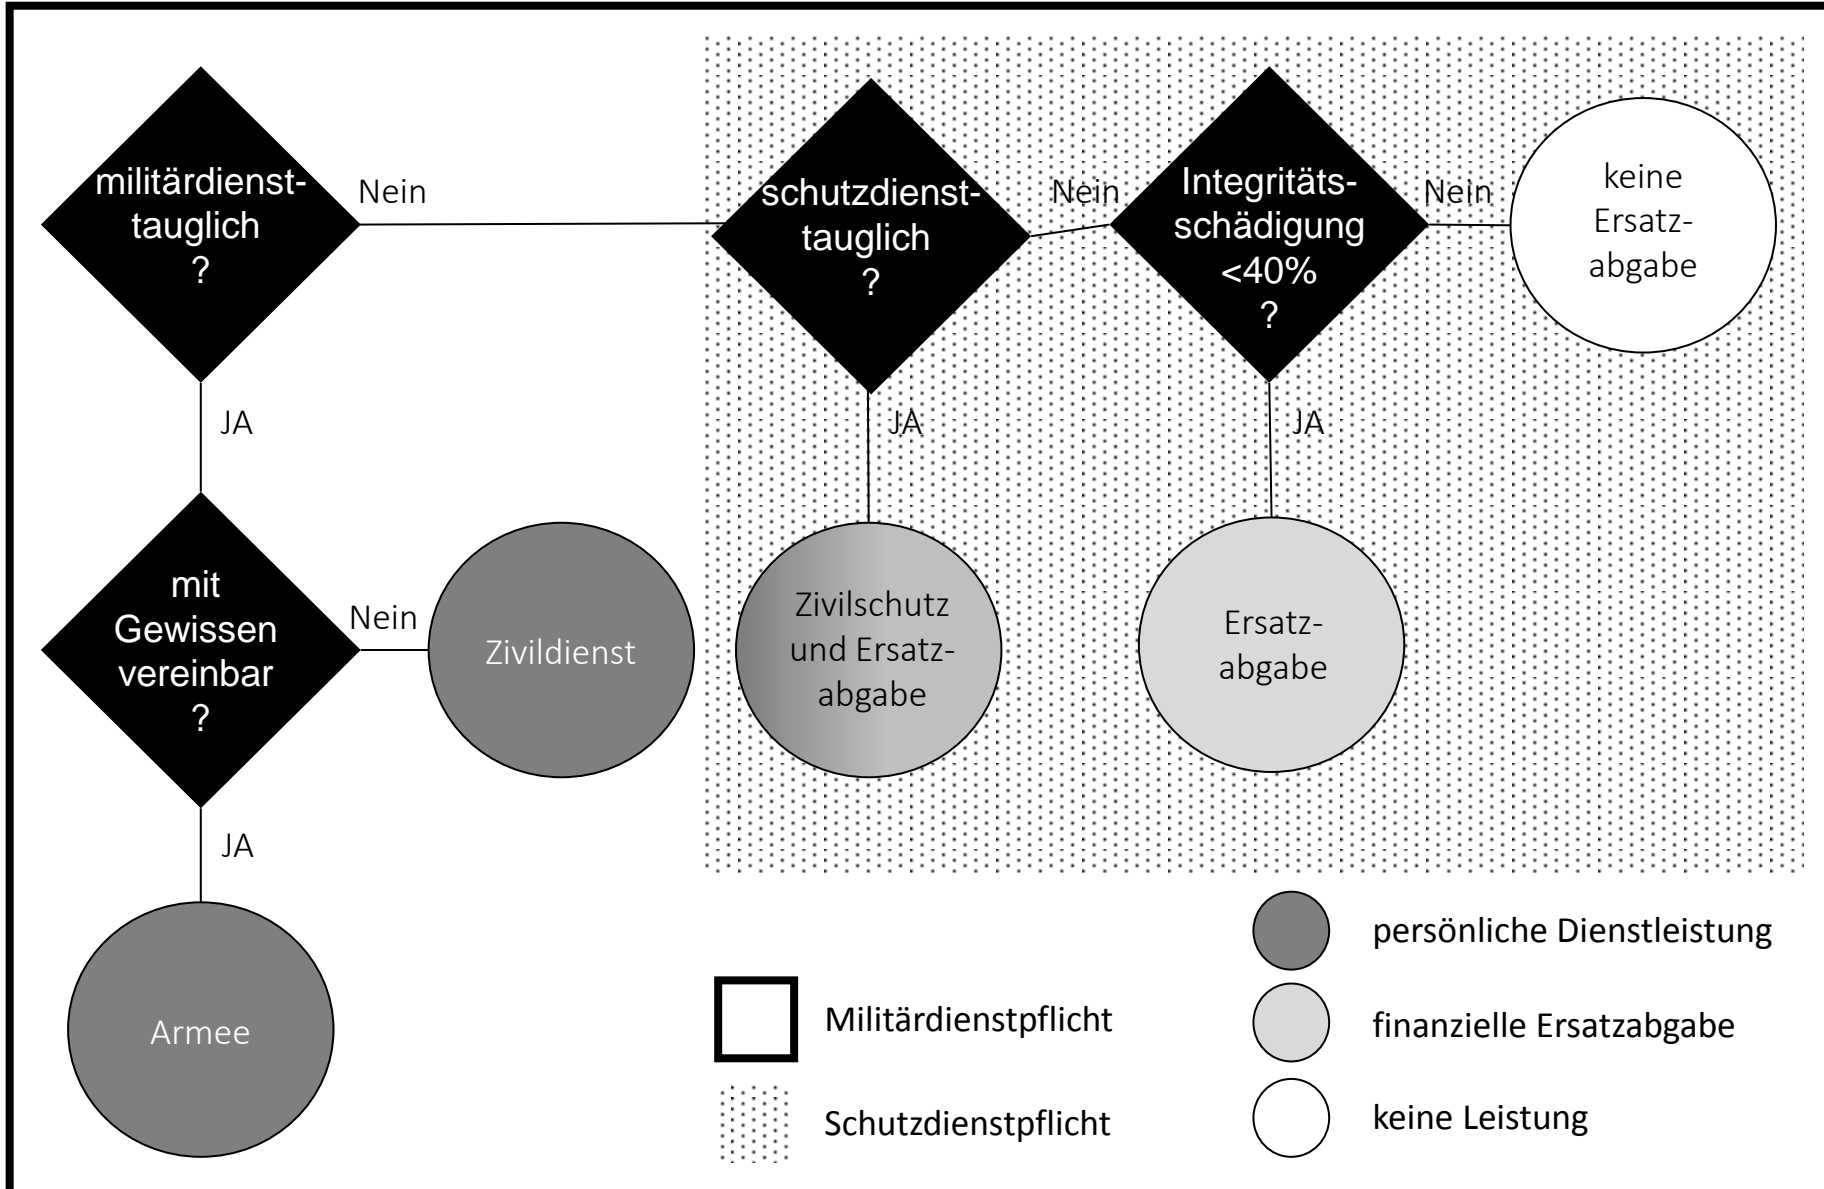 militärdienst-
tauglich
?
Nein
schutzdienst-
tauglich
?
Nein
Integritäts-
schädigung
<40%
?
Nein
keine
Ersatz-
abgabe
JA
JA
JA
mit
Gewissen
vereinbar
?
Nein
Zivildienst
Zivilschutz
und Ersatz-
abgabe
Ersatz-
abgabe
JA
Armee
Militärdienstpflicht
Schutzdienstpflicht
persönliche Dienstleistung
finanzielle Ersatzabgabe
keine Leistung